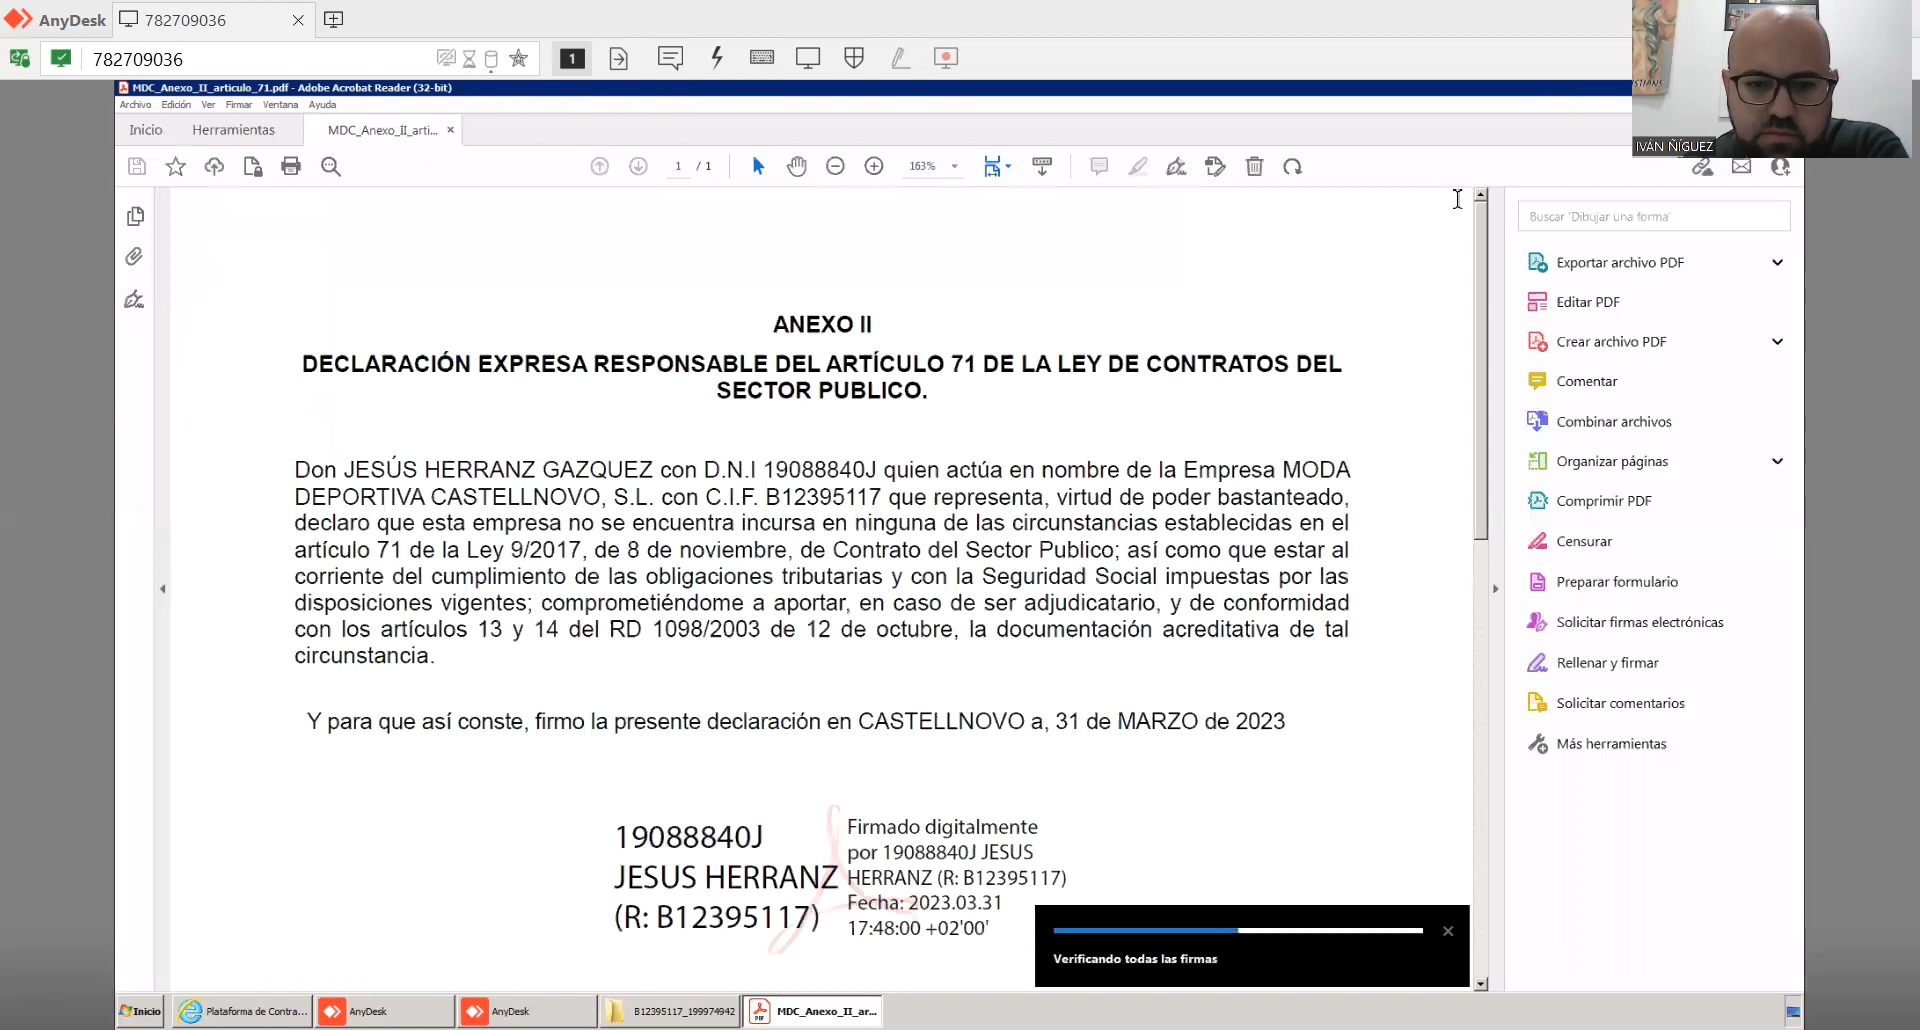 AnyDesk
782709036
782709036
1
MDC_Anexo_II_articulo_71.pdf - Adobe Acrobat Reader (32-bit)
Archivo Edición Ver Firmar Ventana Ayuda
Inicio Herramientas MDC_Anexo_II_arti...
1 / 1 163%
IVÁN ÑÍGUEZ
Buscar 'Dibujar una forma'
Exportar archivo PDF
Editar PDF
Crear archivo PDF
Comentar
Combinar archivos
Organizar páginas
Comprimir PDF
Censurar
Preparar formulario
Solicitar firmas electrónicas
Rellenar y firmar
Solicitar comentarios
Más herramientas
ANEXO II
DECLARACIÓN EXPRESA RESPONSABLE DEL ARTÍCULO 71 DE LA LEY DE CONTRATOS DEL
SECTOR PUBLICO.
Don JESÚS HERRANZ GAZQUEZ con D.N.I 19088840J quien actúa en nombre de la Empresa MODA
DEPORTIVA CASTELLNOVO, S.L. con C.I.F. B12395117 que representa, virtud de poder bastanteado,
declaro que esta empresa no se encuentra incursa en ninguna de las circunstancias establecidas en el
artículo 71 de la Ley 9/2017, de 8 de noviembre, de Contrato del Sector Publico; así como que estar al
corriente del cumplimiento de las obligaciones tributarias y con la Seguridad Social impuestas por las
disposiciones vigentes; comprometiéndome a aportar, en caso de ser adjudicatario, y de conformidad
con los artículos 13 y 14 del RD 1098/2003 de 12 de octubre, la documentación acreditativa de tal
circunstancia.
Y para que así conste, firmo la presente declaración en CASTELLNOVO a, 31 de MARZO de 2023
19088840J
JESUS HERRANZ
(R: B12395117)
Firmado digitalmente
por 19088840J JESUS
HERRANZ (R: B12395117)
Fecha: 2023.03.31
17:48:00 +02'00'
Verificando todas las firmas
Inicio Plataforma de Contra... AnyDesk AnyDesk B12395117_199974942 MDC_Anexo_II_ar...